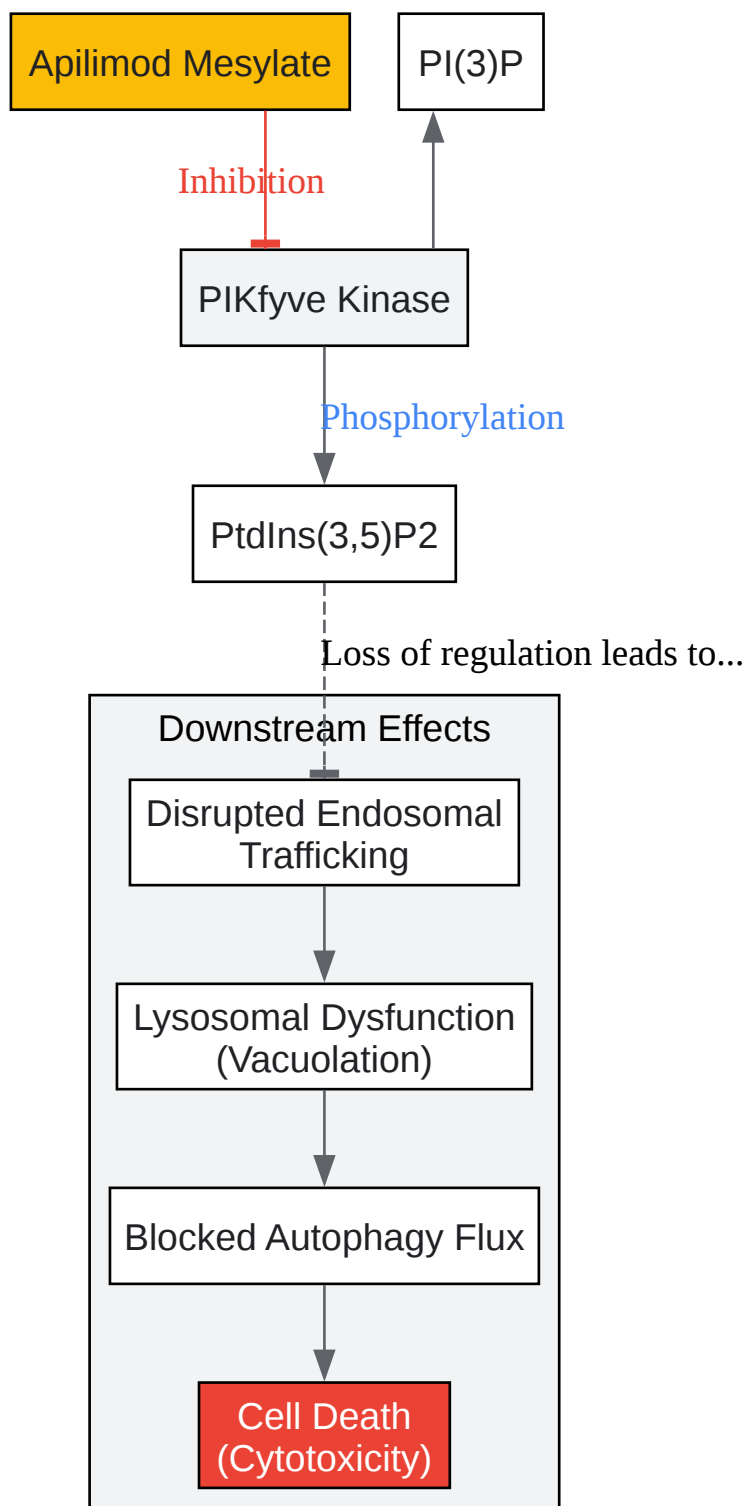 Apilimod Mesylate
PI(3)P
Inhibition
PIKfyve Kinase
Phosphorylation
PtdIns(3,5)P2
Loss of regulation leads to...
Downstream Effects
Disrupted Endosomal
Trafficking
Lysosomal Dysfunction
(Vacuolation)
Blocked Autophagy Flux
Cell Death
(Cytotoxicity)